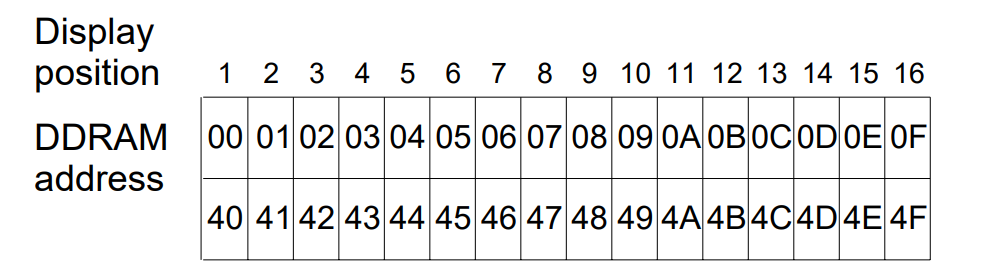 Display
position 1 2 3 4 5 6 7 8 9 10 11 12 13 14 15 16
DDRAM
address
00 01 02 03 04 05 06 07 08 09 0A 0B 0C 0D 0E 0F
40 41 42 43 44 45 46 47 48 49 4A 4B 4C 4D 4E 4F